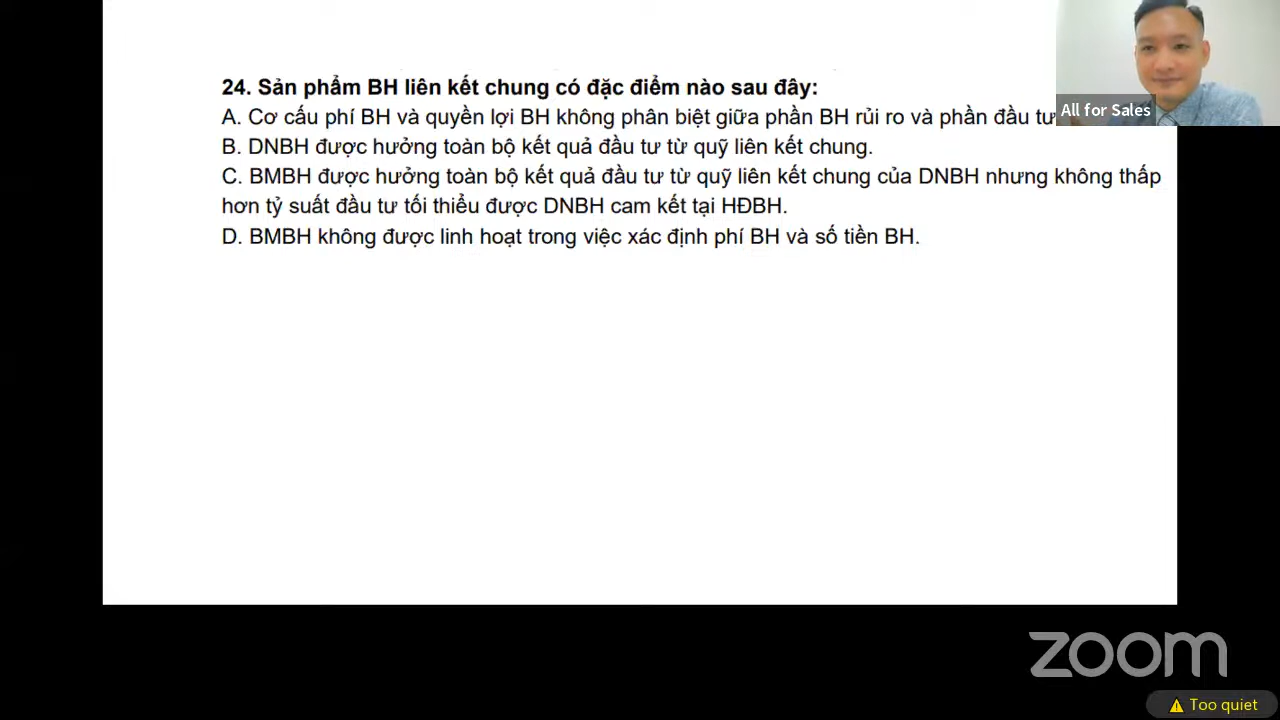 24. Sản phẩm BH liên kết chung có đặc điểm nào sau đây:
A. Cơ cấu phí BH và quyền lợi BH không phân biệt giữa phần BH rủi ro và phần đầu tư
B. DNBH được hưởng toàn bộ kết quả đầu tư từ quỹ liên kết chung.
C. BMBH được hưởng toàn bộ kết quả đầu tư từ quỹ liên kết chung của DNBH nhưng không thấp
hơn tỷ suất đầu tư tối thiểu được DNBH cam kết tại HĐBH.
D. BMBH không được linh hoạt trong việc xác định phí BH và số tiền BH.
All for Sales
zoom
Too quiet